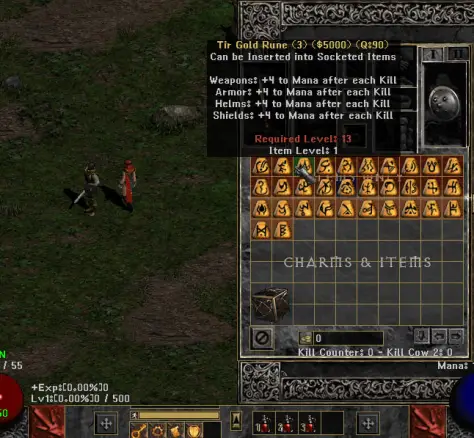 Tir Gold Rune (3) ($5000) (Q:90)
Can be Inserted into Socketed Items
Weapons: +4 to Mana after each Kill
Armor: +4 to Mana after each Kill
Helms: +4 to Mana after each Kill
Shields: +4 to Mana after each Kill
Required Level: 13
Item Level: 1
CHARMS & ITEMS
0
Kill Counter: 0 - Kill Cow 2: 0
Mana:
/ 55
+Exp:[0.00%]0
Lv1:[0.00%]0 / 500